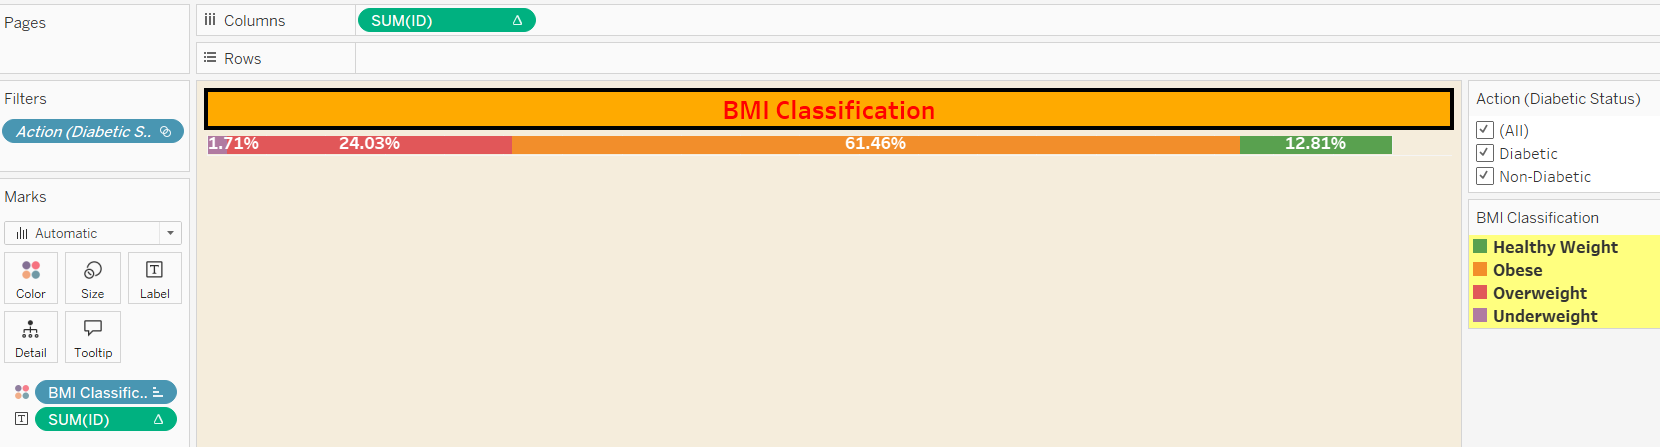 Pages
Columns
SUM(ID)
Rows
Filters
Action (Diabetic S..
Marks
Automatic
Color
Size
Label
Detail
Tooltip
BMI Classific..
SUM(ID)
BMI Classification
1.71%
24.03%
61.46%
12.81%
Action (Diabetic Status)
(All)
Diabetic
Non-Diabetic
BMI Classification
Healthy Weight
Obese
Overweight
Underweight